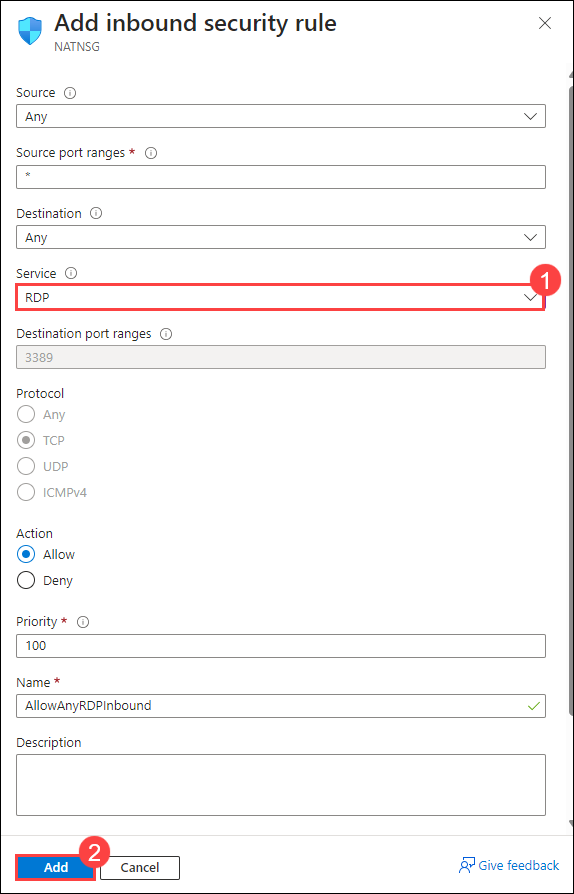 Add inbound security rule
NATNSG
Source
Any
Source port ranges *
*
Destination
Any
Service
1
RDP
Destination port ranges
3389
Protocol
Any
TCP
UDP
ICMPv4
Action
Allow
Deny
Priority *
100
Name *
AllowAnyRDPInbound
Description
2
Add
Cancel
Give feedback